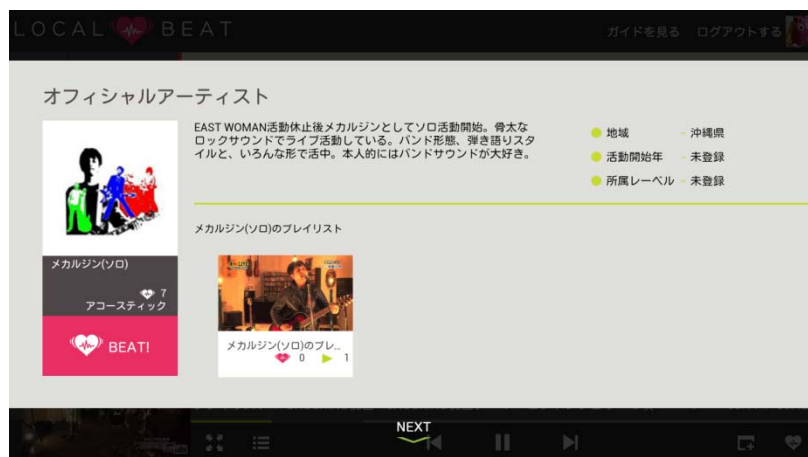 LOCAL BEAT
ガイドを見る ログアウトする
オフィシャルアーティスト
EAST WOMAN活動休止後メカルジンとしてソロ活動開始。骨太な
ロックサウンドでライブ活動している。バンド形態、弾き語りスタ
イルと、いろんな形で活中。本人的にはバンドサウンドが大好き。
● 地域 - 沖縄県
● 活動開始年 - 未登録
● 所属レーベル - 未登録
メカルジン(ソロ)のプレイリスト
メカルジン(ソロ)
7
アコースティック
BEAT!
メカルジン(ソロ)のプレ...
0 1
NEXT